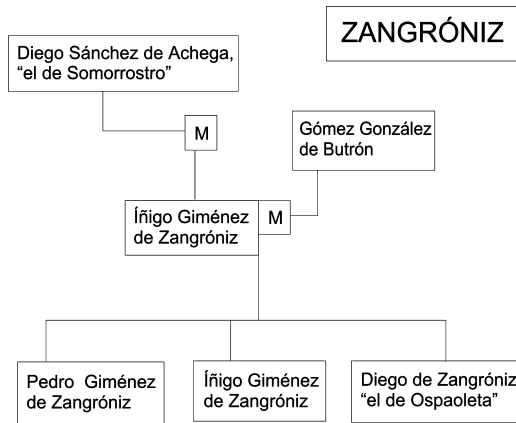 ZANGRÓNIZ
Diego Sánchez de Achega,
“el de Somorrostro”
M
Gómez González
de Butrón
Íñigo Giménez
de Zangróniz
M
Pedro Giménez
de Zangróniz
Íñigo Giménez
de Zangróniz
Diego de Zangróniz
“el de Ospaoleta”